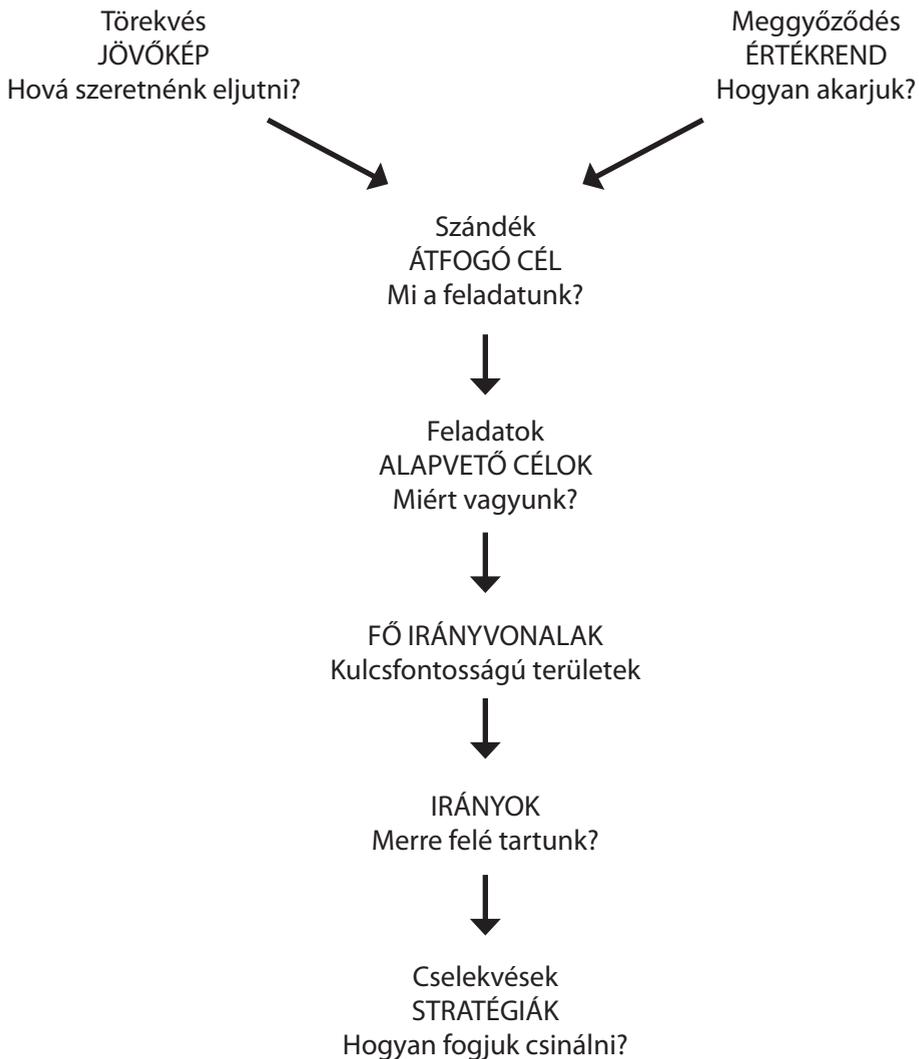 Törekvés
JÖVŐKÉP
Hová szeretnénk eljutni?
Meggyőződés
ÉRTÉKREND
Hogyan akarjuk?
Szándék
ÁTFOGÓ CÉL
Mi a feladatunk?
Feladatok
ALAPVETŐ CÉLOK
Miért vagyunk?
FŐ IRÁNYVONALAK
Kulcsfontosságú területek
IRÁNYOK
Merre felé tartunk?
Cselekvések
STRATÉGIÁK
Hogyan fogjuk csinálni?